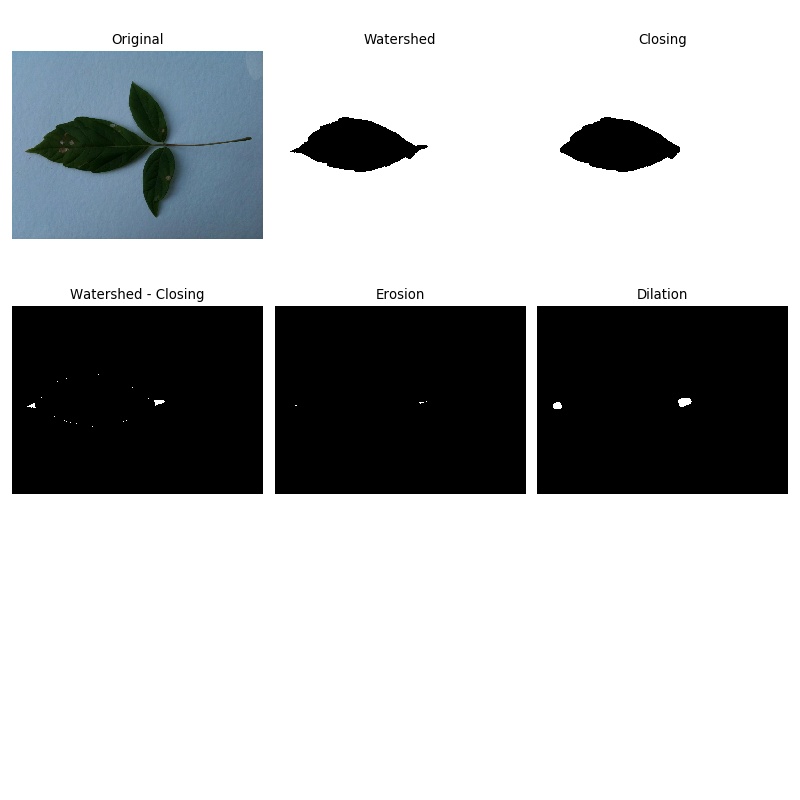 Original
Watershed
Closing
Watershed - Closing
Erosion
Dilation